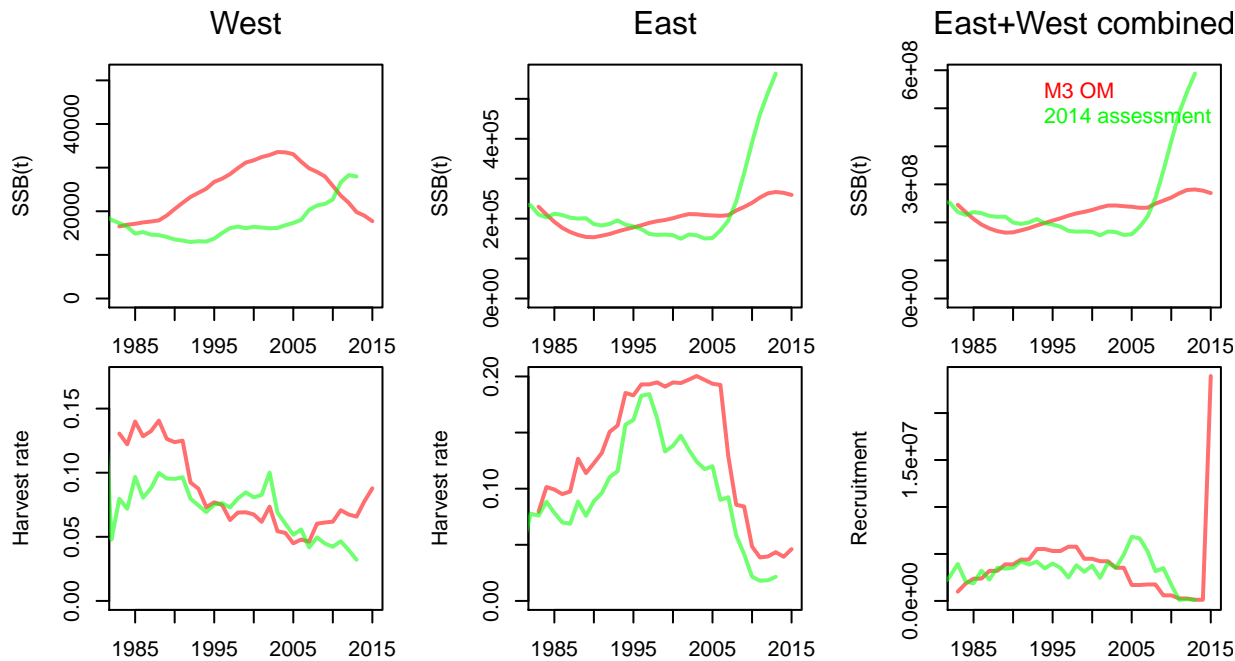 West
East
East+West combined
SSB(t)
0
20000
40000
1985
1995
2005
2015
SSB(t)
0e+00
2e+05
4e+05
1985
1995
2005
2015
SSB(t)
0e+00
3e+08
6e+08
M3 OM
2014 assessment
1985
1995
2005
2015
Harvest rate
0.00
0.05
0.10
0.15
1985
1995
2005
2015
Harvest rate
0.00
0.10
0.20
1985
1995
2005
2015
Recruitment
0.0e+00
1.5e+07
1985
1995
2005
2015